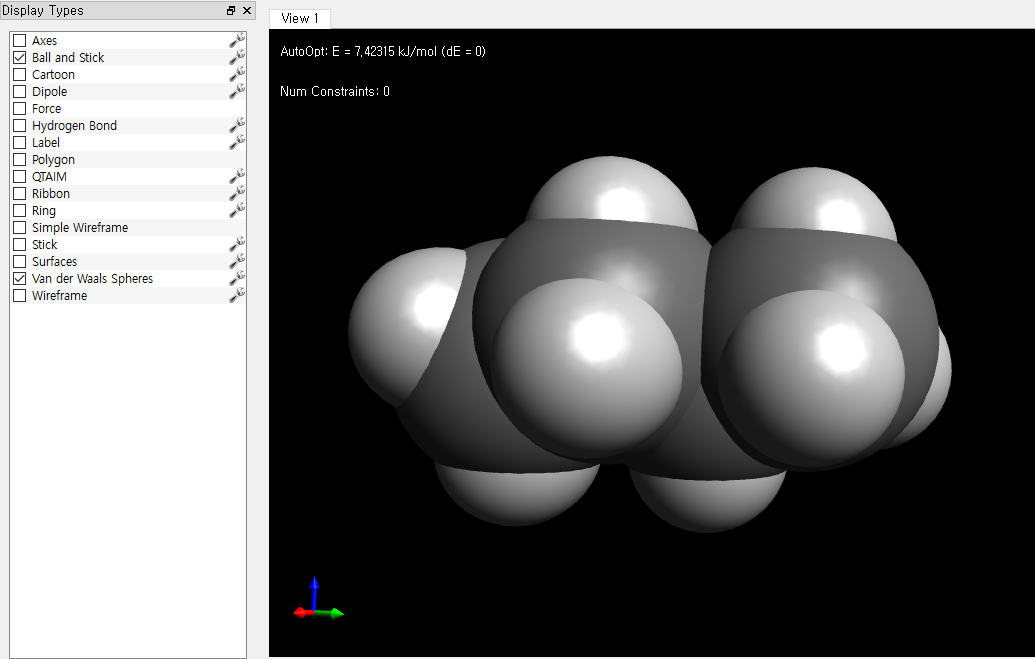 Display Types
Axes
Ball and Stick
Cartoon
Dipole
Force
Hydrogen Bond
Label
Polygon
QTAIM
Ribbon
Ring
Simple Wireframe
Stick
Surfaces
Van der Waals Spheres
Wireframe
View 1
AutoOpt: E = 7,42315 kJ/mol (dE = 0)
Num Constraints: 0